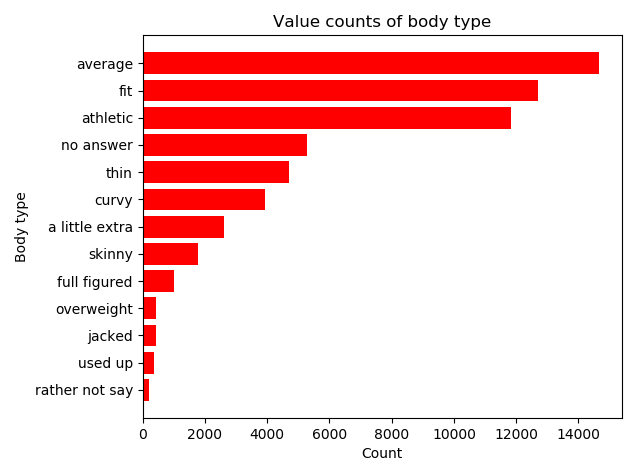 Value counts of body type
Body type
average
fit
athletic
no answer
thin
curvy
a little extra
skinny
full figured
overweight
jacked
used up
rather not say
0 2000 4000 6000 8000 10000 12000 14000
Count